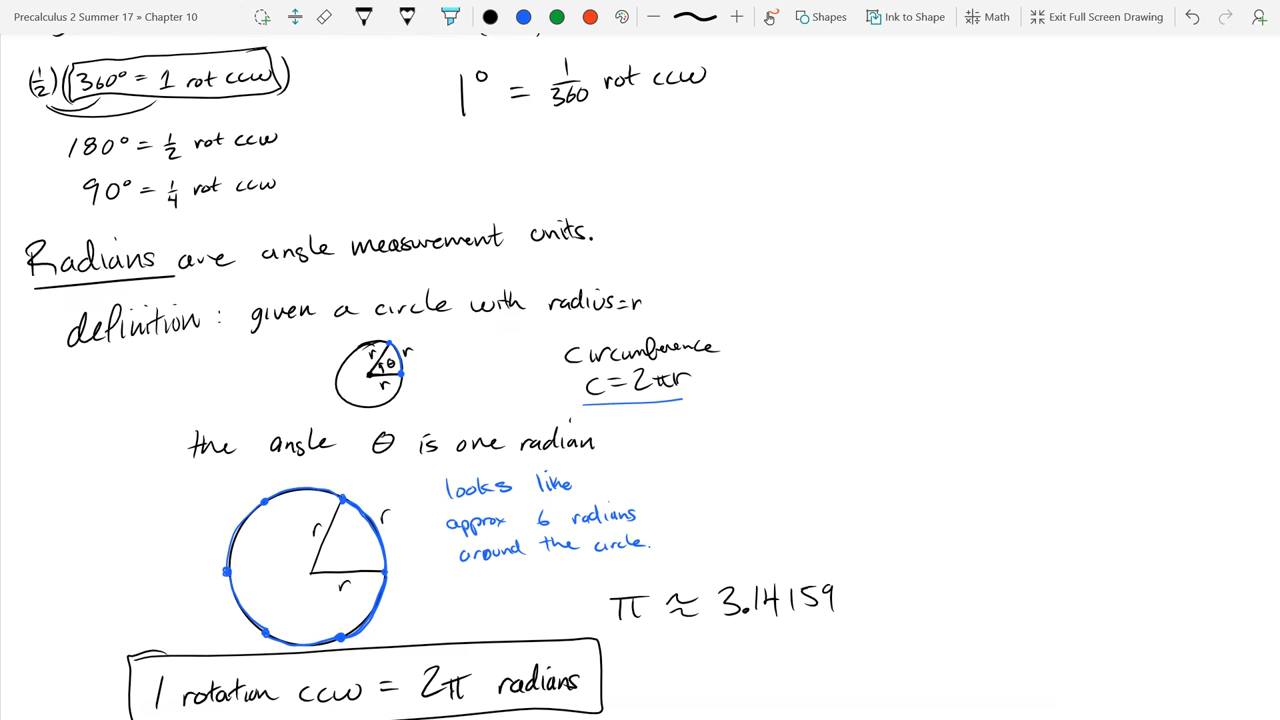 Precalculus 2 Summer 17 » Chapter 10
Shapes
Ink to Shape
Math
Exit Full Screen Drawing
(1/2)(360° = 1 rot ccw)
1° = 1/360 rot ccw
180° = 1/2 rot ccw
90° = 1/4 rot ccw
Radians are angle measurement units.
definition: given a circle with radius=r
r θ r
r
Circumference
C = 2πr
the angle θ is one radian
r r
r
looks like
approx 6 radians
around the circle.
π ≈ 3.14159
1 rotation ccw = 2π radians